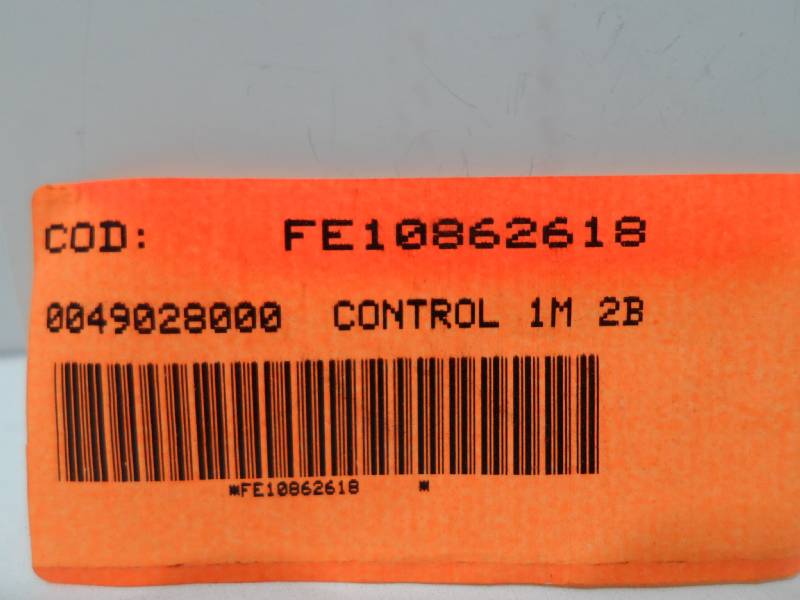 COD: FE10862618
0049028000 CONTROL 1M 2B
*FE10862618 *